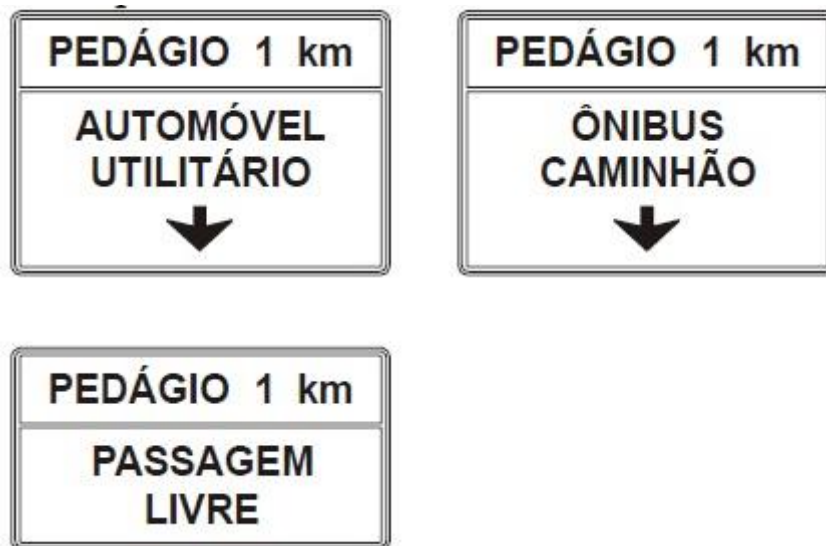 PEDÁGIO 1 km
AUTOMÓVEL
UTILITÁRIO
PEDÁGIO 1 km
ÔNIBUS
CAMINHÃO
PEDÁGIO 1 km
PASSAGEM
LIVRE